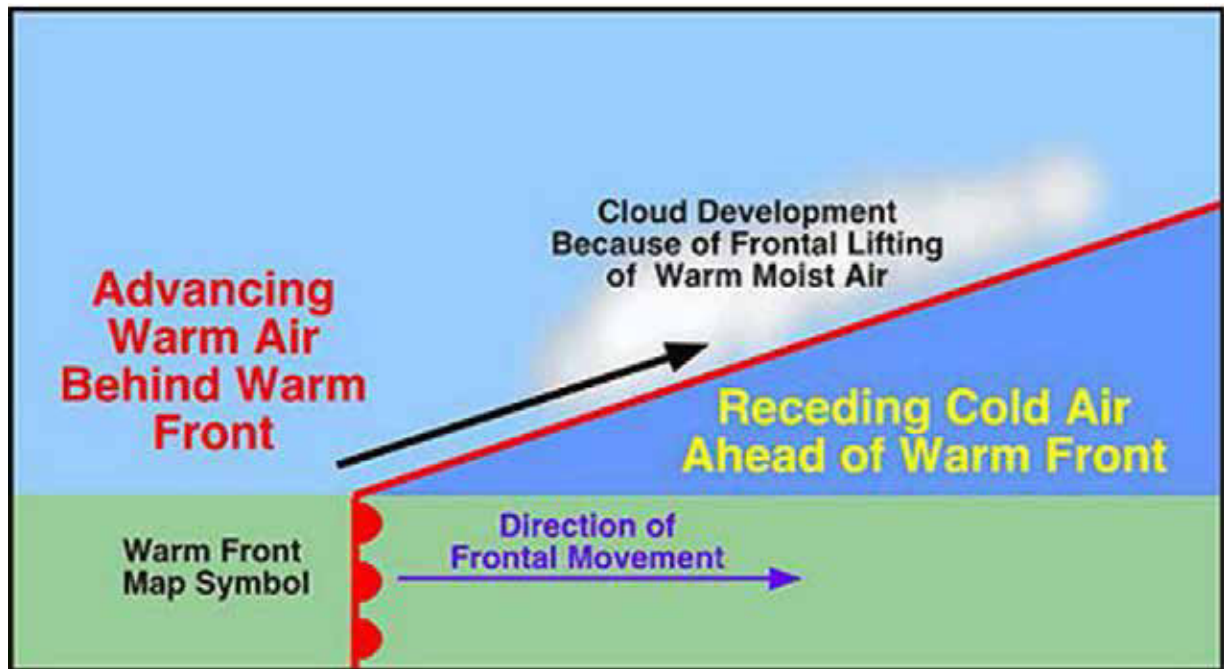 Cloud Development
Because of Frontal Lifting
of Warm Moist Air
Advancing
Warm Air
Behind Warm
Front
Receding Cold Air
Ahead of Warm Front
Warm Front
Map Symbol
Direction of
Frontal Movement